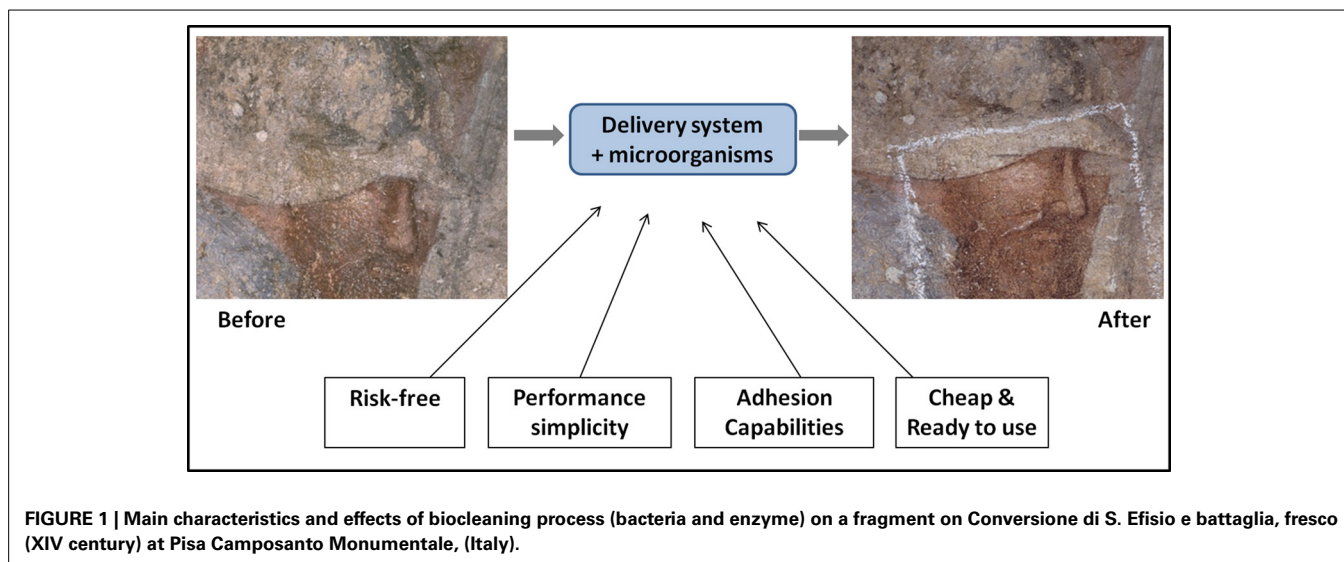 Delivery system
+ microorganisms
Before
After
Risk-free
Performance
simplicity
Adhesion
Capabilities
Cheap &
Ready to use
FIGURE 1 | Main characteristics and effects of biocleaning process (bacteria and enzyme) on a fragment on Conversione di S. Efisio e battaglia, fresco
(XIV century) at Pisa Camposanto Monumentale, (Italy).